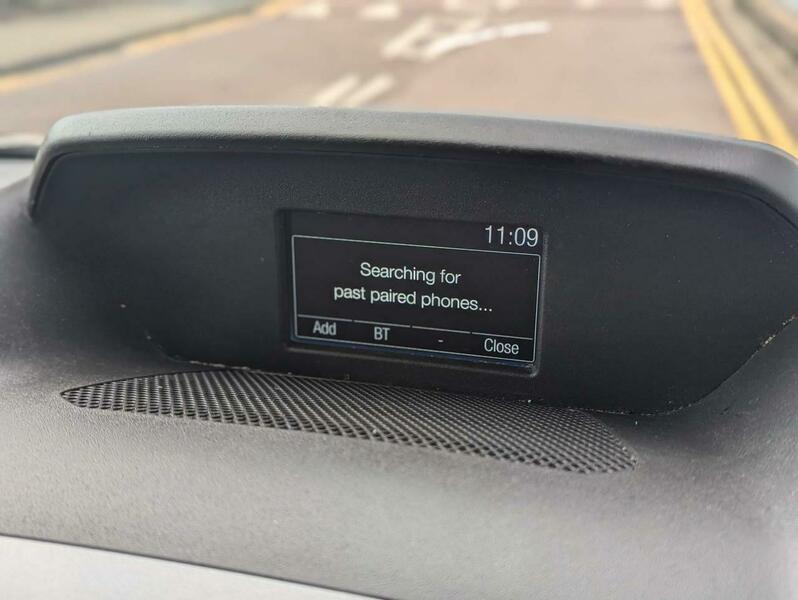 11:09
Searching for
past paired phones...
Add BT - Close